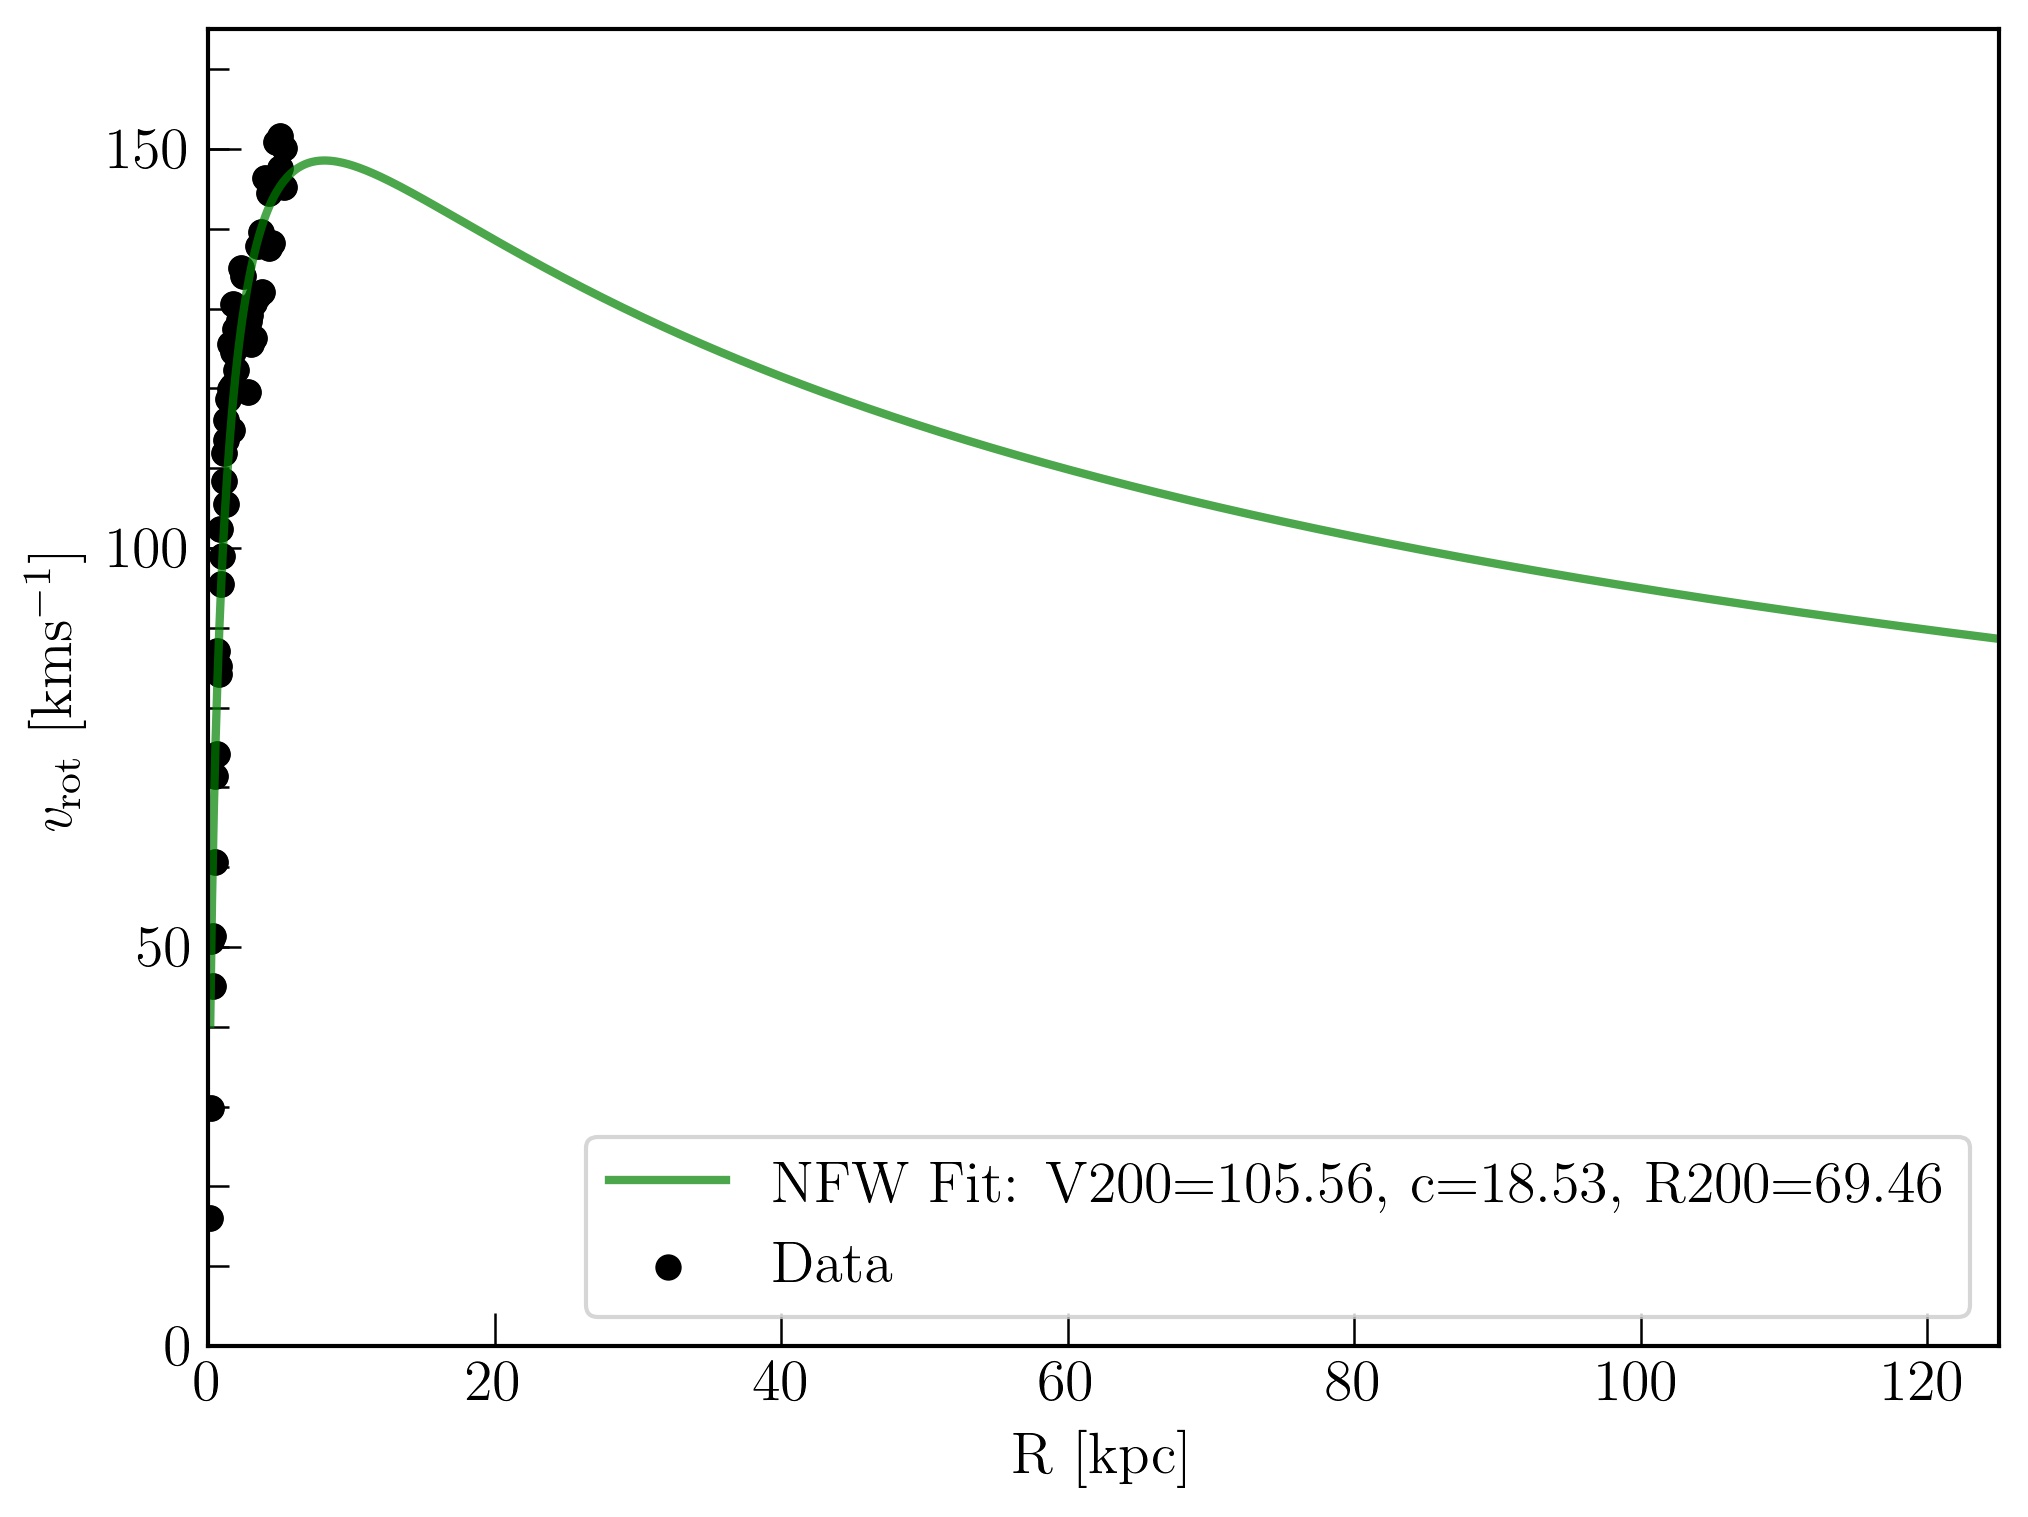 150
100
50
0
v_rot [kms⁻¹]
NFW Fit: V200=105.56, c=18.53, R200=69.46
Data
0 20 40 60 80 100 120
R [kpc]